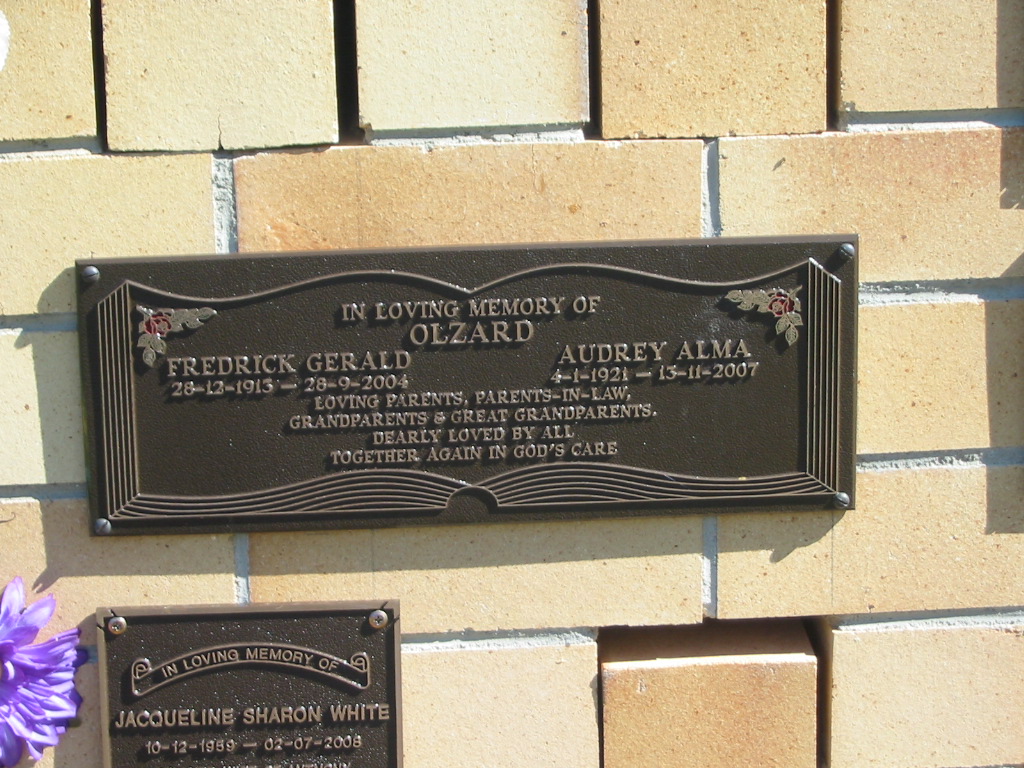 IN LOVING MEMORY OF
OLZARD
FREDRICK GERALD
28-12-1913 — 28-9-2004
AUDREY ALMA
4-1-1921 — 13-11-2007
LOVING PARENTS, PARENTS-IN-LAW,
GRANDPARENTS & GREAT GRANDPARENTS.
DEARLY LOVED BY ALL
TOGETHER AGAIN IN GOD'S CARE
IN LOVING MEMORY OF
JACQUELINE SHARON WHITE
10-12-1959 — 02-07-2008